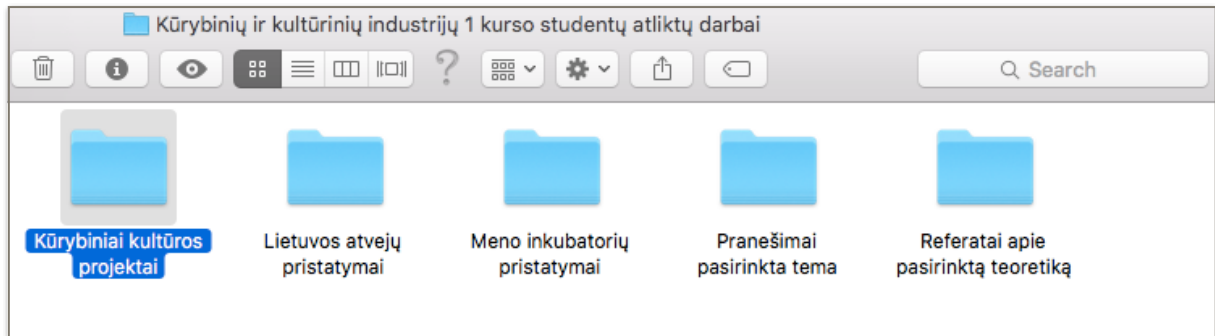 Kūrybinių ir kultūrinių industrijų 1 kurso studentų atliktų darbai
Search
Kūrybiniai kultūros
projektai
Lietuvos atvejų
pristatymai
Meno inkubatorių
pristatymai
Pranešimai
pasirinkta tema
Referatai apie
pasirinktą teoretiką